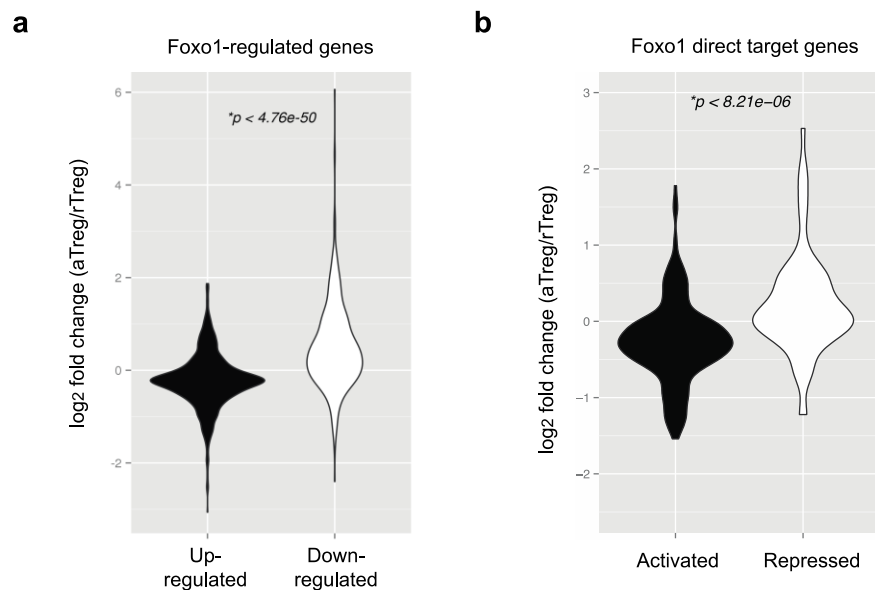 a
Foxo1-regulated genes
*p < 4.76e-50
log2 fold change (aTreg/rTreg)
6
4
2
0
-2
Up-
regulated
Down-
regulated
b
Foxo1 direct target genes
*p < 8.21e−06
log2 fold change (aTreg/rTreg)
3
2
1
0
−1
−2
Activated
Repressed